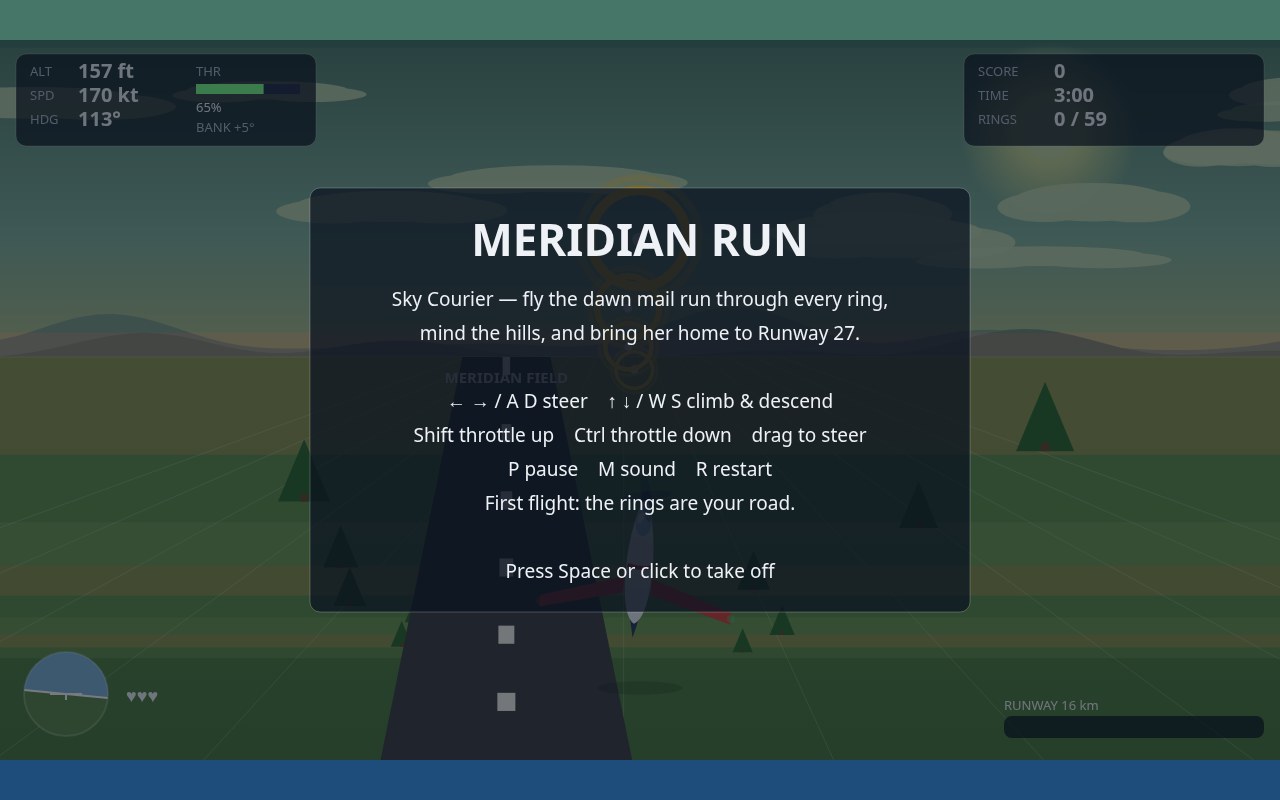 ALT 157 ft
SPD 170 kt
HDG 113°
THR
65%
BANK +5°
SCORE 0
TIME 3:00
RINGS 0 / 59
MERIDIAN RUN
Sky Courier — fly the dawn mail run through every ring,
mind the hills, and bring her home to Runway 27.
MERIDIAN FIELD
← → / A D steer ↑ ↓ / W S climb & descend
Shift throttle up Ctrl throttle down drag to steer
P pause M sound R restart
First flight: the rings are your road.
Press Space or click to take off
♥♥♥
RUNWAY 16 km